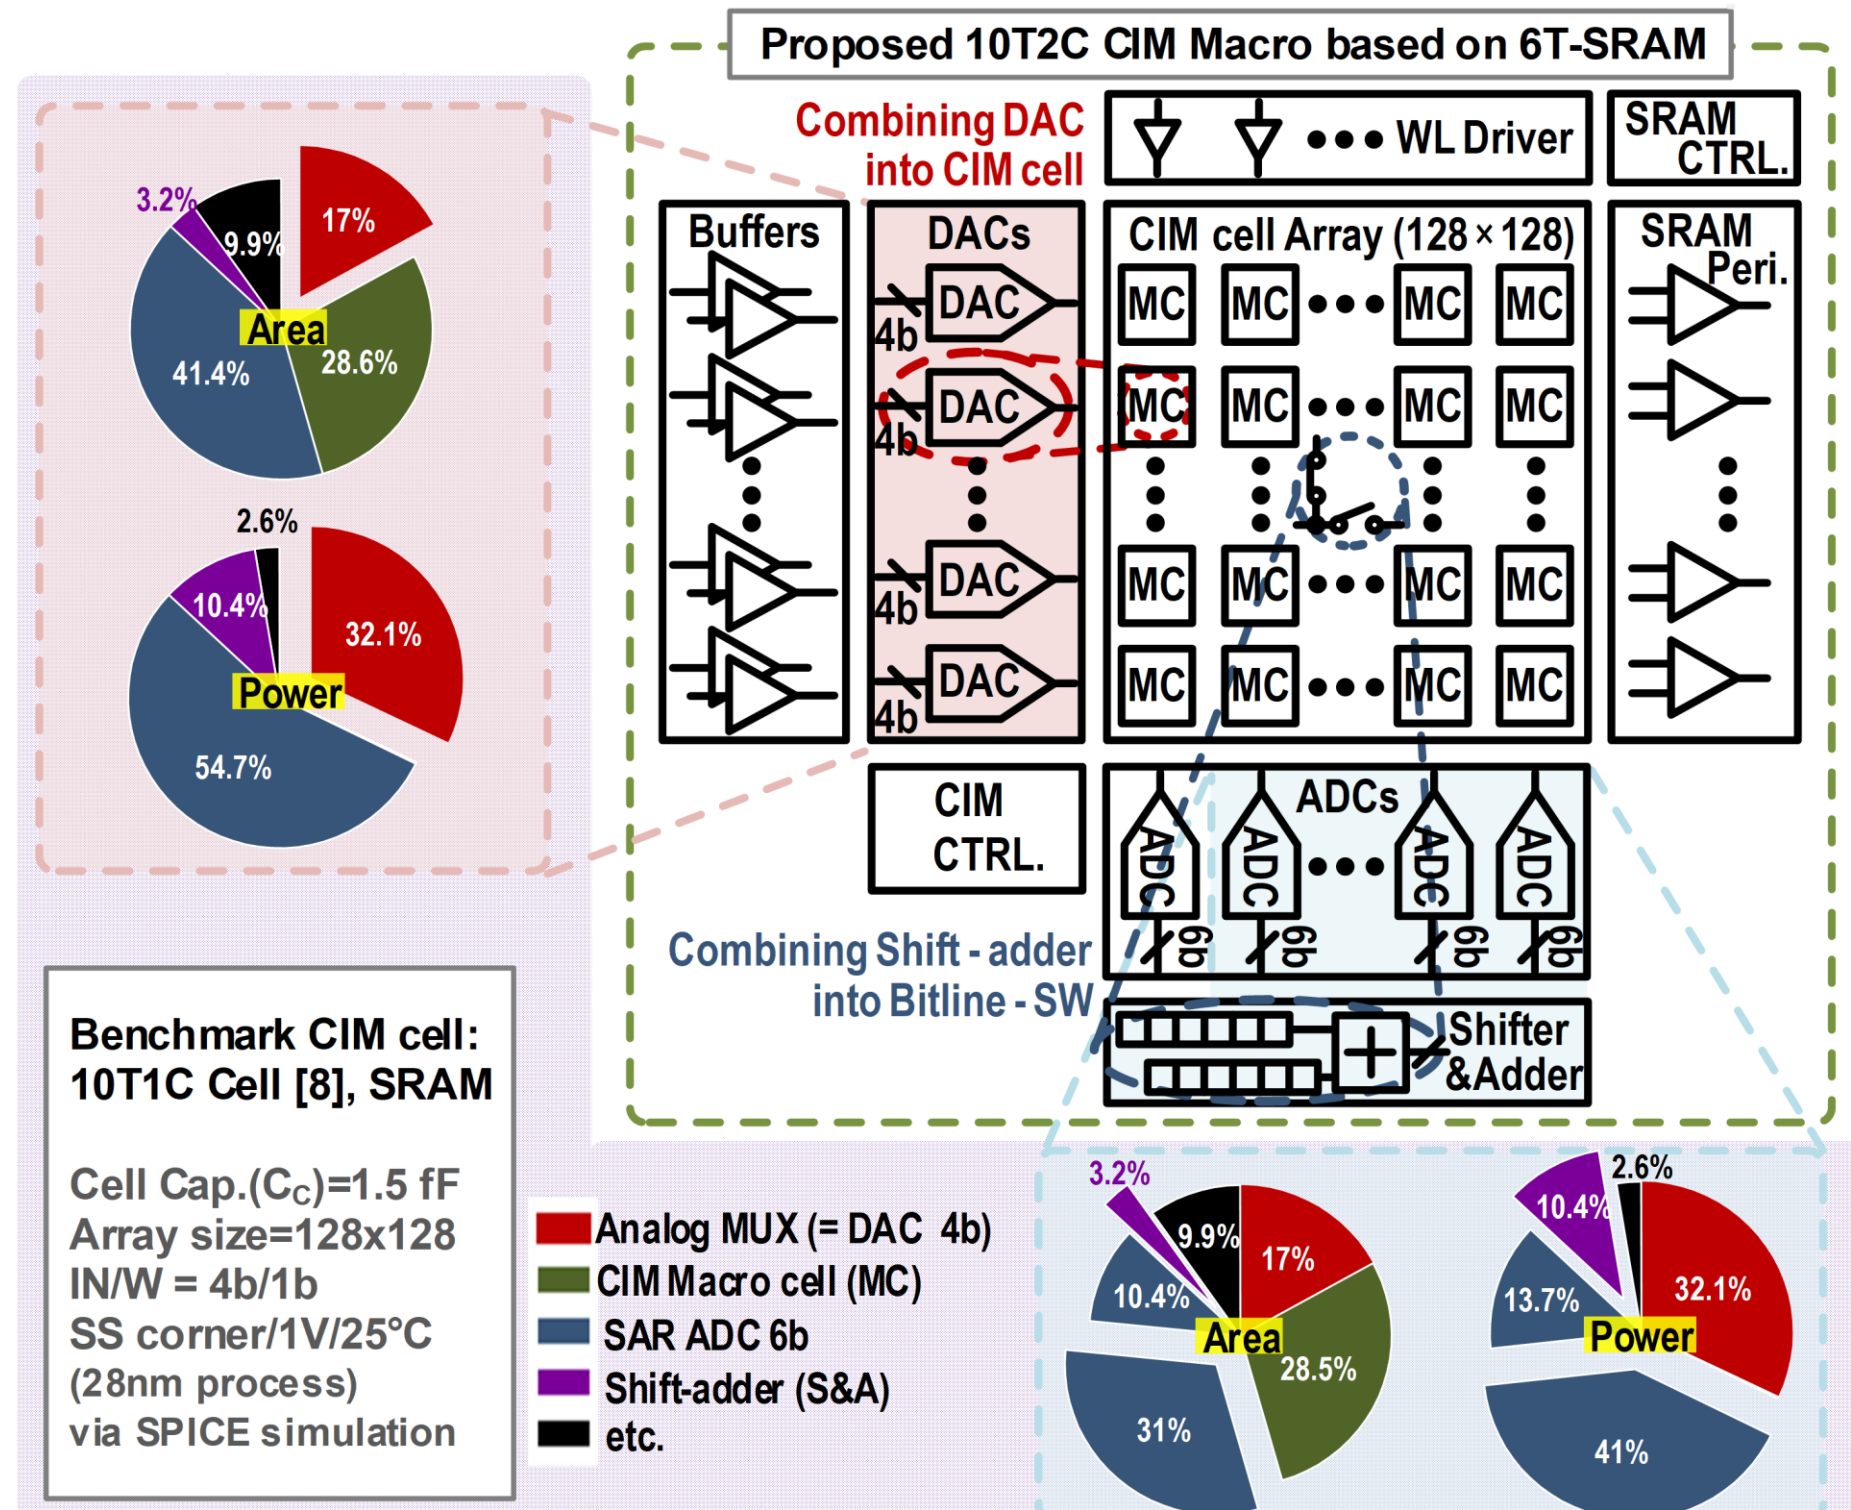 Proposed 10T2C CIM Macro based on 6T-SRAM
Combining DAC
into CIM cell
WL Driver
SRAM
CTRL.
Buffers
DACs
CIM cell Array (128×128)
SRAM
Peri.
DAC
4b
MC MC MC MC
DAC
4b
MC MC MC MC
DAC
4b
MC MC MC MC
DAC
4b
MC MC MC MC
CIM
CTRL.
ADCs
ADC ADC ADC ADC
6b 6b 6b 6b
Combining Shift - adder
into Bitline - SW
Shifter
&Adder
3.2%
9.9%
17%
Area
41.4%
28.6%
2.6%
10.4%
32.1%
Power
54.7%
Benchmark CIM cell:
10T1C Cell [8], SRAM
Cell Cap.(CC)=1.5 fF
Array size=128x128
IN/W = 4b/1b
SS corner/1V/25°C
(28nm process)
via SPICE simulation
Analog MUX (= DAC 4b)
CIM Macro cell (MC)
SAR ADC 6b
Shift-adder (S&A)
etc.
3.2%
9.9%
17%
10.4%
Area
28.5%
31%
2.6%
10.4%
32.1%
13.7%
Power
41%